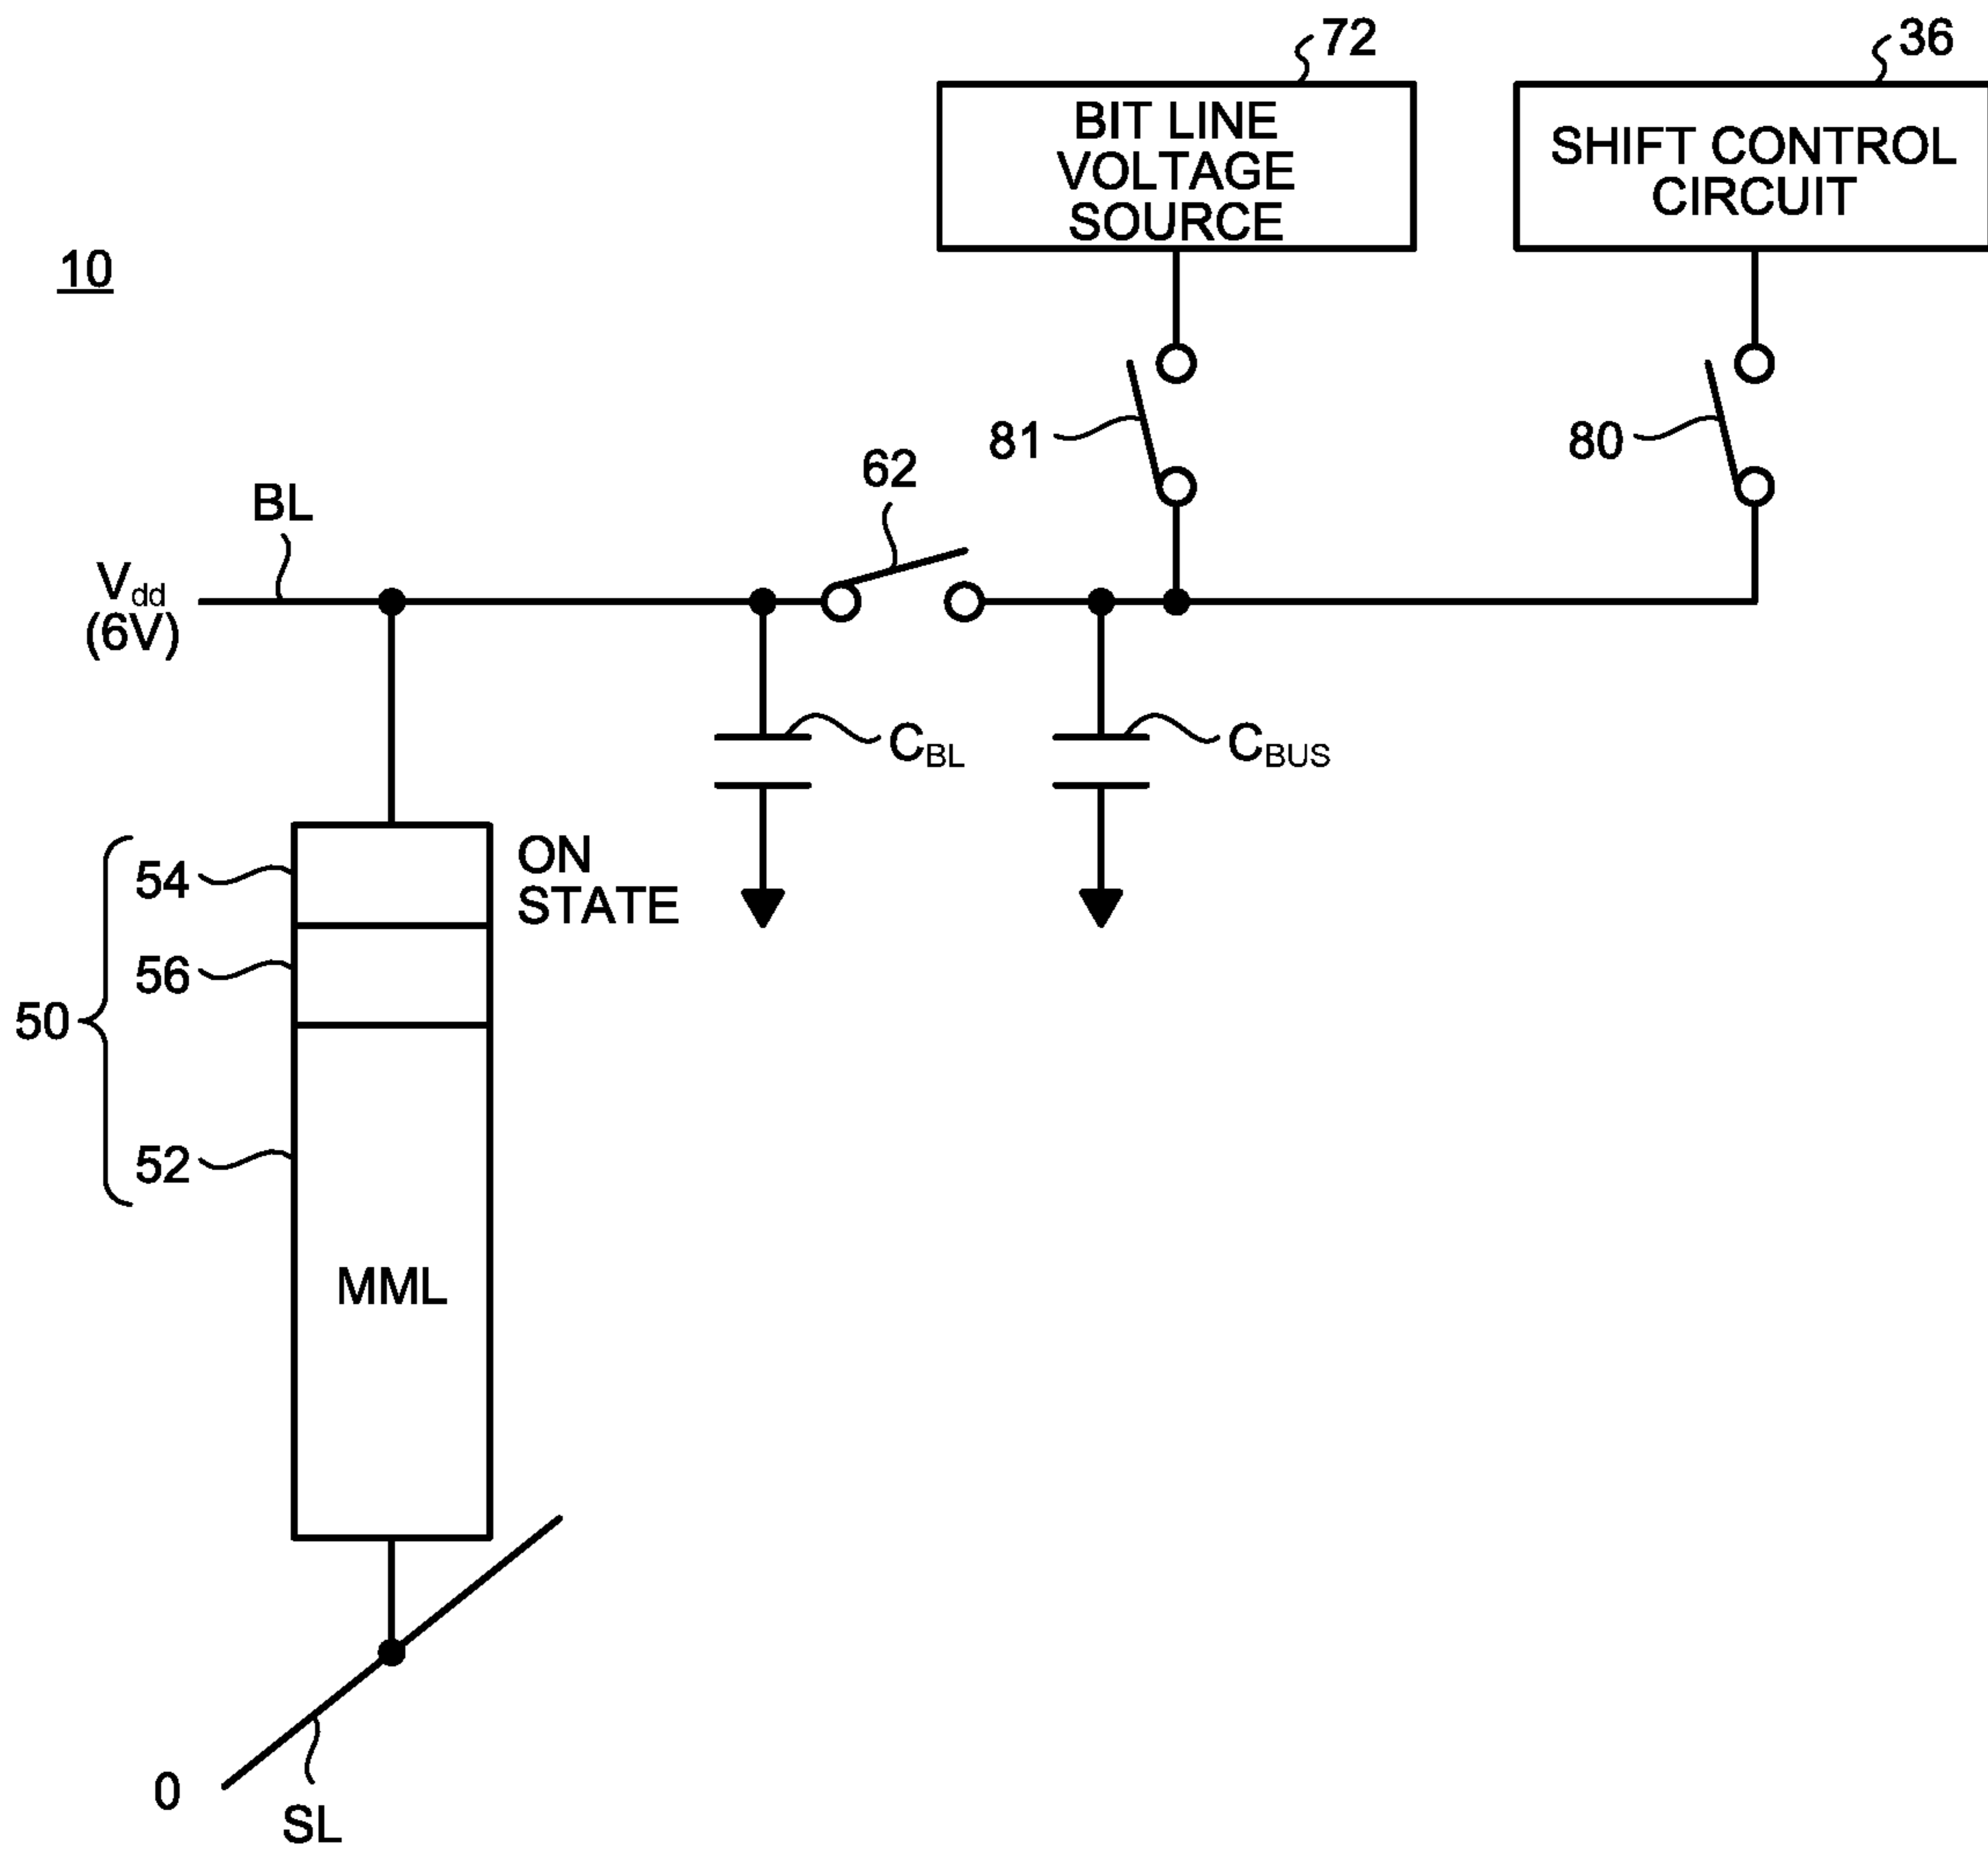 72
36
BIT LINE
VOLTAGE
SOURCE
SHIFT CONTROL
CIRCUIT
10
81
80
62
BL
Vdd
(6V)
CBL
CBUS
ON
STATE
54
56
50
52
MML
0
SL